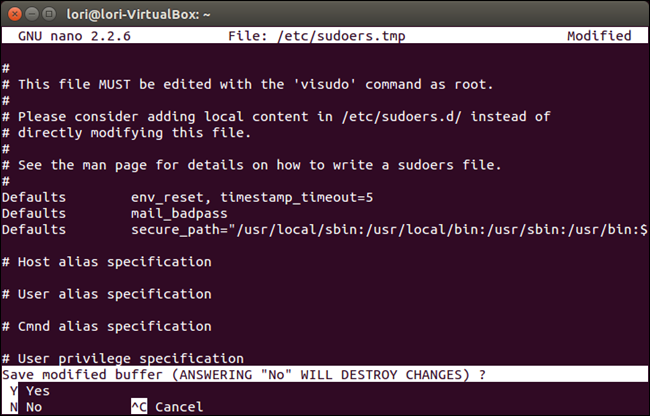 lori@lori-VirtualBox: ~
GNU nano 2.2.6 File: /etc/sudoers.tmp Modified
#
# This file MUST be edited with the 'visudo' command as root.
#
# Please consider adding local content in /etc/sudoers.d/ instead of
# directly modifying this file.
#
# See the man page for details on how to write a sudoers file.
#
Defaults env_reset, timestamp_timeout=5
Defaults mail_badpass
Defaults secure_path="/usr/local/sbin:/usr/local/bin:/usr/sbin:/usr/bin:$
# Host alias specification
# User alias specification
# Cmnd alias specification
# User privilege specification
Save modified buffer (ANSWERING "No" WILL DESTROY CHANGES) ?
Y Yes
N No ^C Cancel